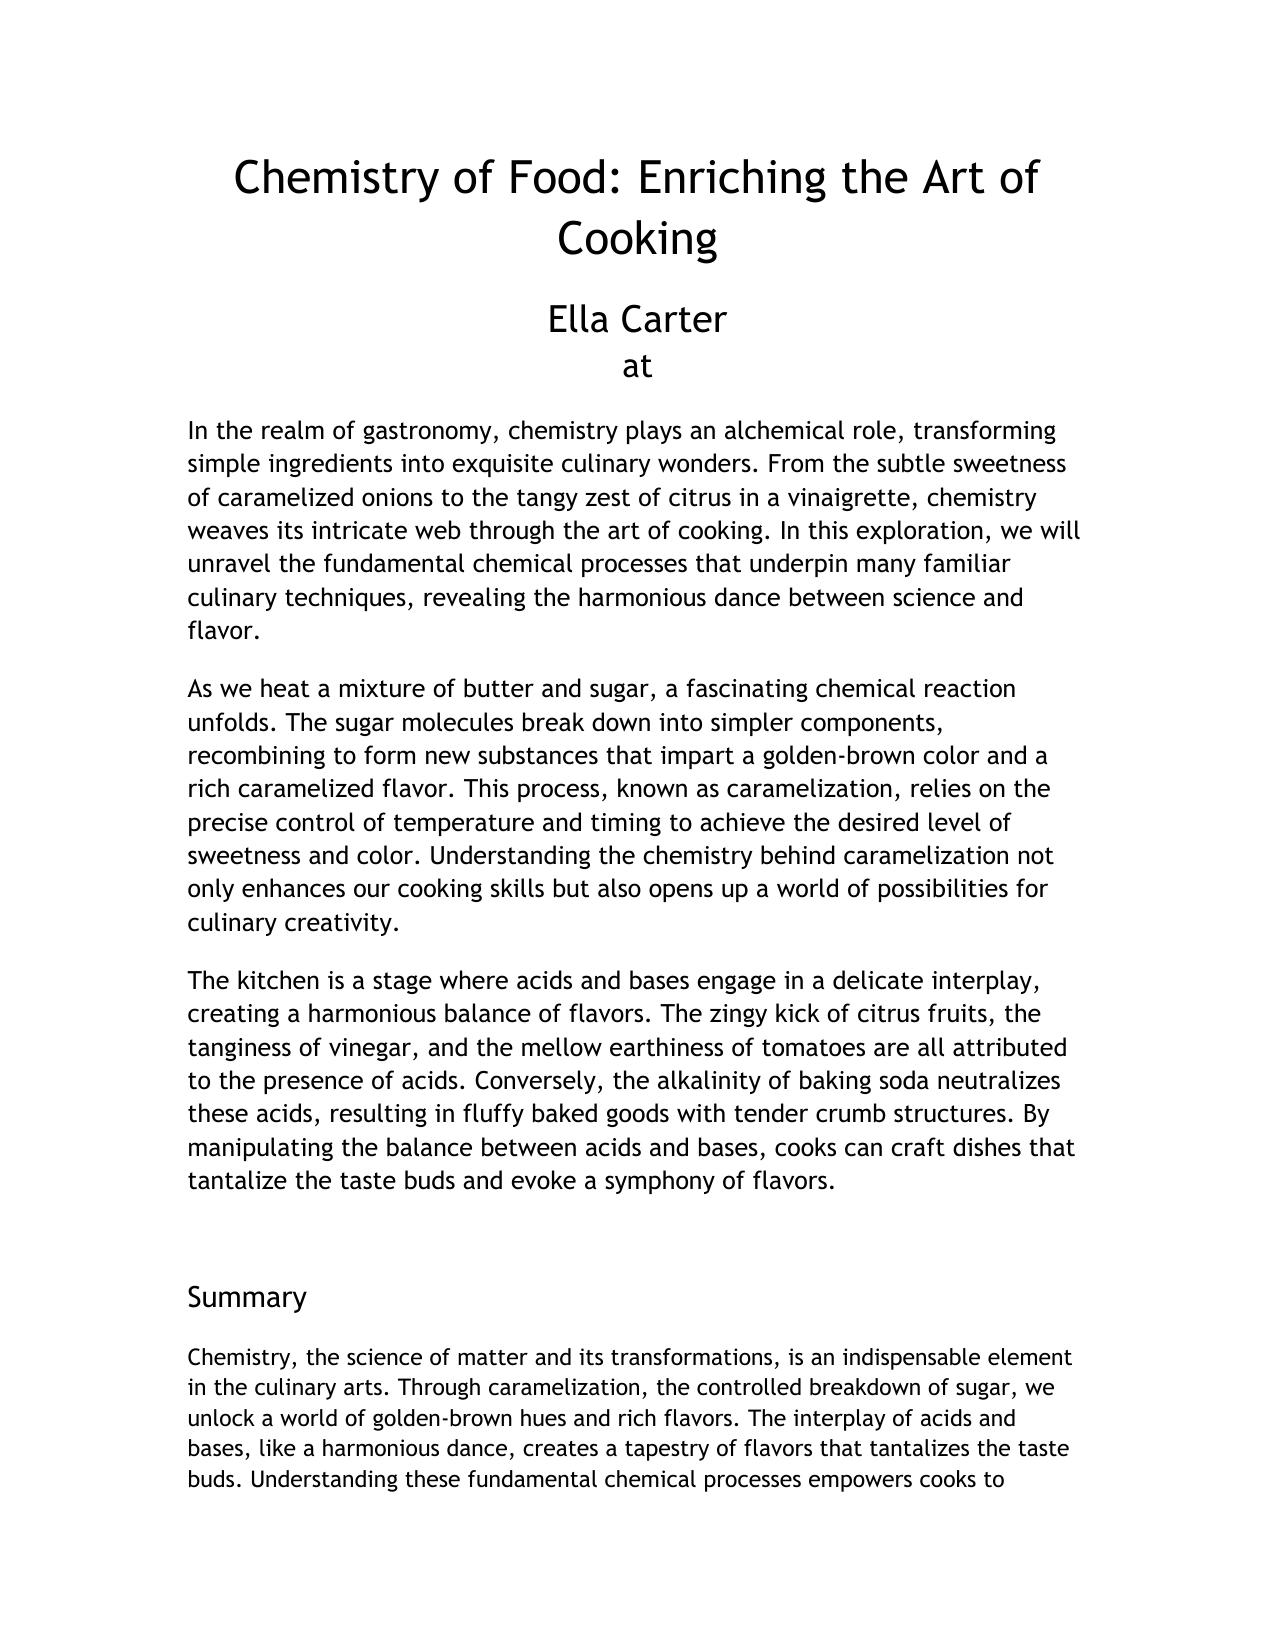 Chemistry of Food: Enriching the Art of
Cooking
Ella Carter
at
In the realm of gastronomy, chemistry plays an alchemical role, transforming
simple ingredients into exquisite culinary wonders. From the subtle sweetness
of caramelized onions to the tangy zest of citrus in a vinaigrette, chemistry
weaves its intricate web through the art of cooking. In this exploration, we will
unravel the fundamental chemical processes that underpin many familiar
culinary techniques, revealing the harmonious dance between science and
flavor.
As we heat a mixture of butter and sugar, a fascinating chemical reaction
unfolds. The sugar molecules break down into simpler components,
recombining to form new substances that impart a golden-brown color and a
rich caramelized flavor. This process, known as caramelization, relies on the
precise control of temperature and timing to achieve the desired level of
sweetness and color. Understanding the chemistry behind caramelization not
only enhances our cooking skills but also opens up a world of possibilities for
culinary creativity.
The kitchen is a stage where acids and bases engage in a delicate interplay,
creating a harmonious balance of flavors. The zingy kick of citrus fruits, the
tanginess of vinegar, and the mellow earthiness of tomatoes are all attributed
to the presence of acids. Conversely, the alkalinity of baking soda neutralizes
these acids, resulting in fluffy baked goods with tender crumb structures. By
manipulating the balance between acids and bases, cooks can craft dishes that
tantalize the taste buds and evoke a symphony of flavors.
Summary
Chemistry, the science of matter and its transformations, is an indispensable element
in the culinary arts. Through caramelization, the controlled breakdown of sugar, we
unlock a world of golden-brown hues and rich flavors. The interplay of acids and
bases, like a harmonious dance, creates a tapestry of flavors that tantalizes the taste
buds. Understanding these fundamental chemical processes empowers cooks to